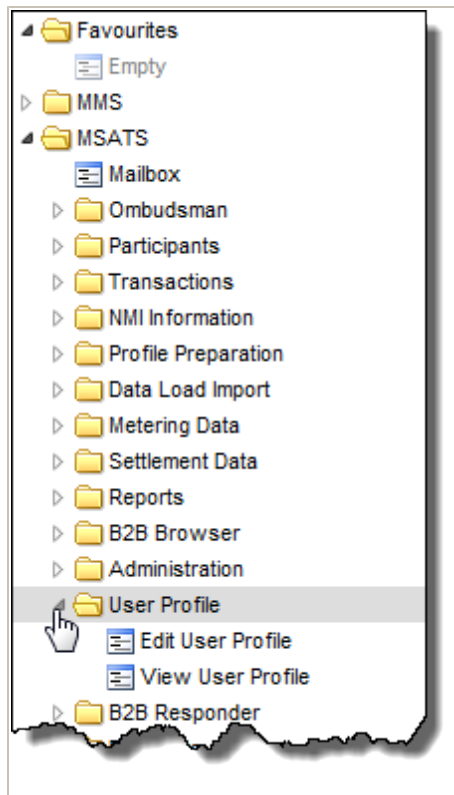 Favourites
Empty
MMS
MSATS
Mailbox
Ombudsman
Participants
Transactions
NMI Information
Profile Preparation
Data Load Import
Metering Data
Settlement Data
Reports
B2B Browser
Administration
User Profile
Edit User Profile
View User Profile
B2B Responder